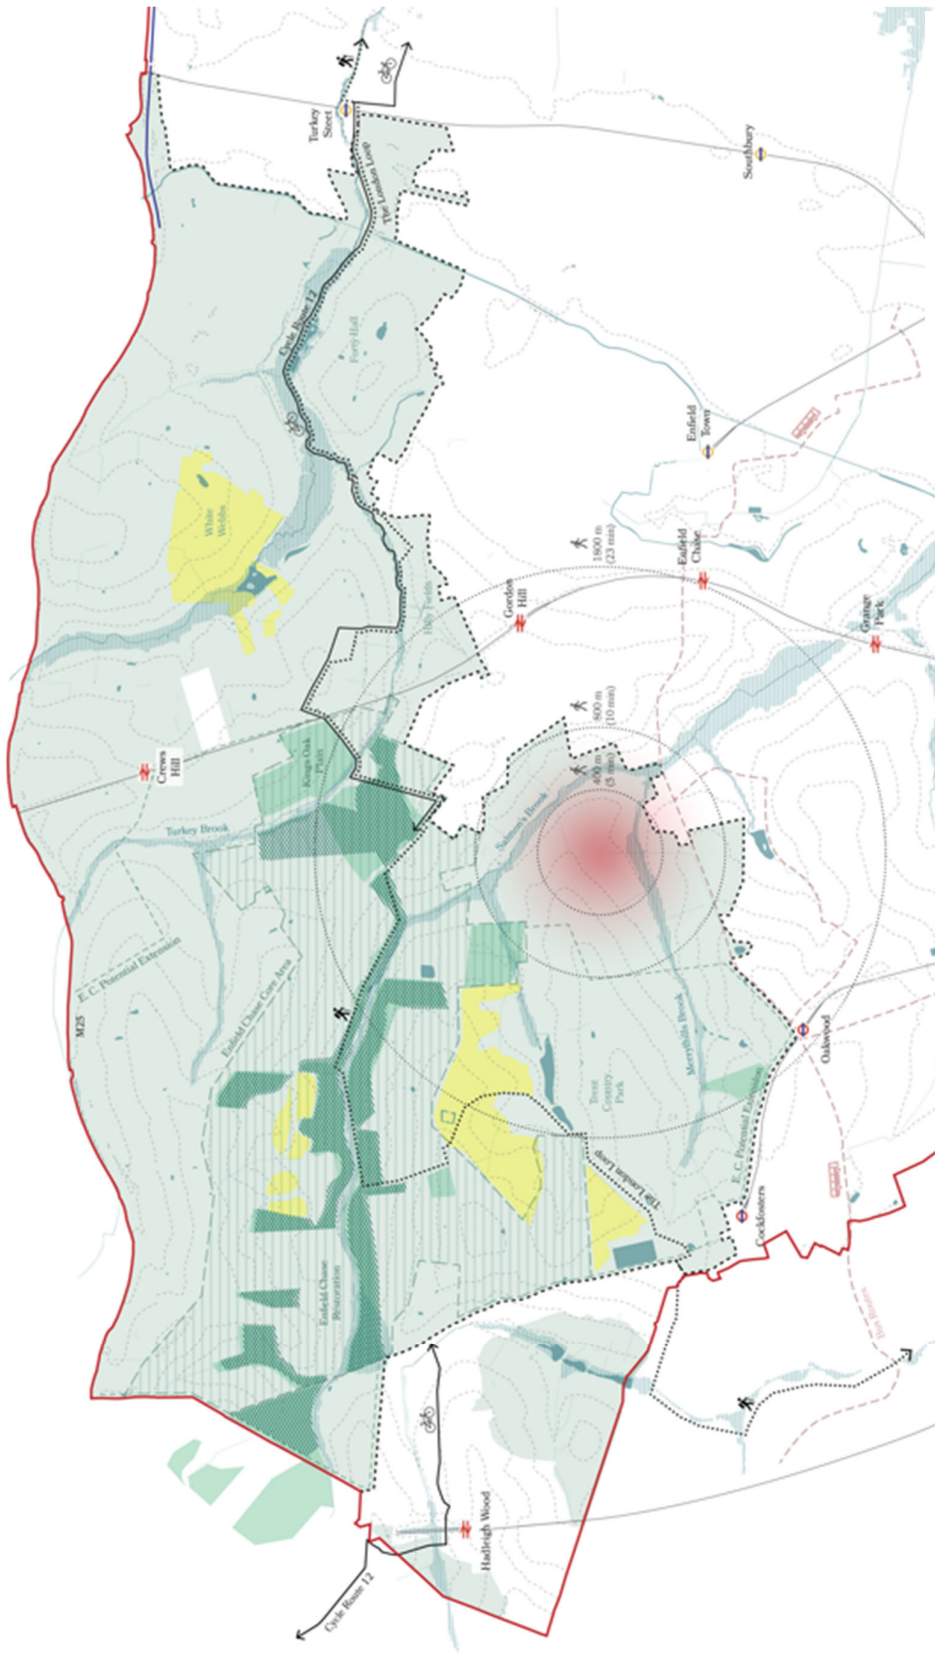 Turkey
Steet
The London Loop
Cycle Route 12
Forty Hall
Southbury
White
Webbs
Enfield
Town
1800 m
(23 min)
Enfield
Chase
Gordon
Hill
Grange
Park
Crews
Hill
Kings Oak
Plain
800 m
(10 min)
400 m
(5 min)
Turkey Brook
Salmon's Brook
E. C. Potential Extension
M25
Enfield Chase Core Area
Merryhills Brook
Oakwood
Trent
Country
Park
E. C. Potential Extension
The London Loop
Cockfosters
Enfield Chase
Restoration
Bus Routes
Hadleigh Wood
Cycle Route 12